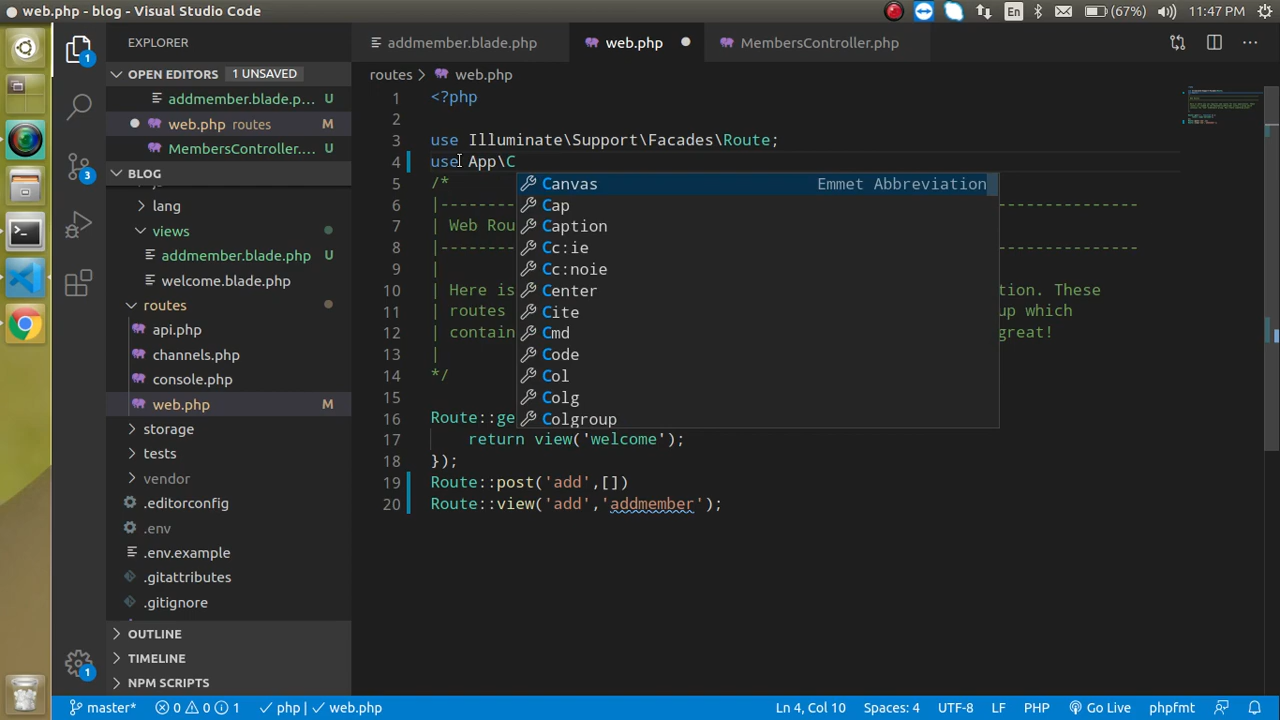 web.php - blog - Visual Studio Code
En
(67%)
11:47 PM
EXPLORER
addmember.blade.php
web.php
MembersController.php
OPEN EDITORS
1 UNSAVED
routes
web.php
addmember.blade.p... U
web.php routes M
MembersController.... U
BLOG
js
lang
views
addmember.blade.php U
welcome.blade.php
routes
api.php
channels.php
console.php
web.php M
storage
tests
vendor
.editorconfig
.env
.env.example
.gitattributes
.gitignore
OUTLINE
TIMELINE
NPM SCRIPTS
1
3
1
1 <?php
2
3 use Illuminate\Support\Facades\Route;
4 use App\C
5 /*
6 |--------------------------------------------------------------------------
7 | Web Rou
8 |--------------------------------------------------------------------------
9 |
10 | Here is tion. These
11 | routes up which
12 | contain great!
13 |
14 */
15
16 Route::ge
17 return view('welcome');
18 });
19 Route::post('add',[])
20 Route::view('add','addmember');
Canvas Emmet Abbreviation
Cap
Caption
Cc:ie
Cc:noie
Center
Cite
Cmd
Code
Col
Colg
Colgroup
master* 0 0 1 php web.php
Ln 4, Col 10 Spaces: 4 UTF-8 LF PHP Go Live phpfmt